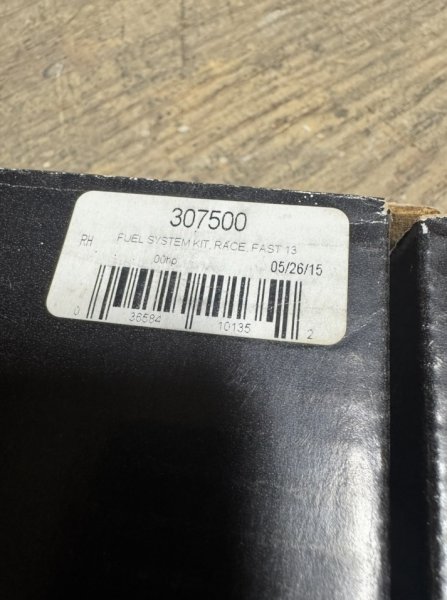 307500
RH FUEL SYSTEM KIT, RACE, FAST 13
00hp 05/26/15
0 36584 10135 2